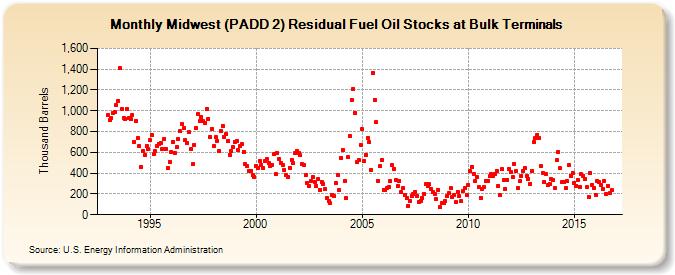 Monthly Midwest (PADD 2) Residual Fuel Oil Stocks at Bulk Terminals
Thousand Barrels
1,600
1,400
1,200
1,000
800
600
400
200
0
1995 2000 2005 2010 2015
Source: U.S. Energy Information Administration